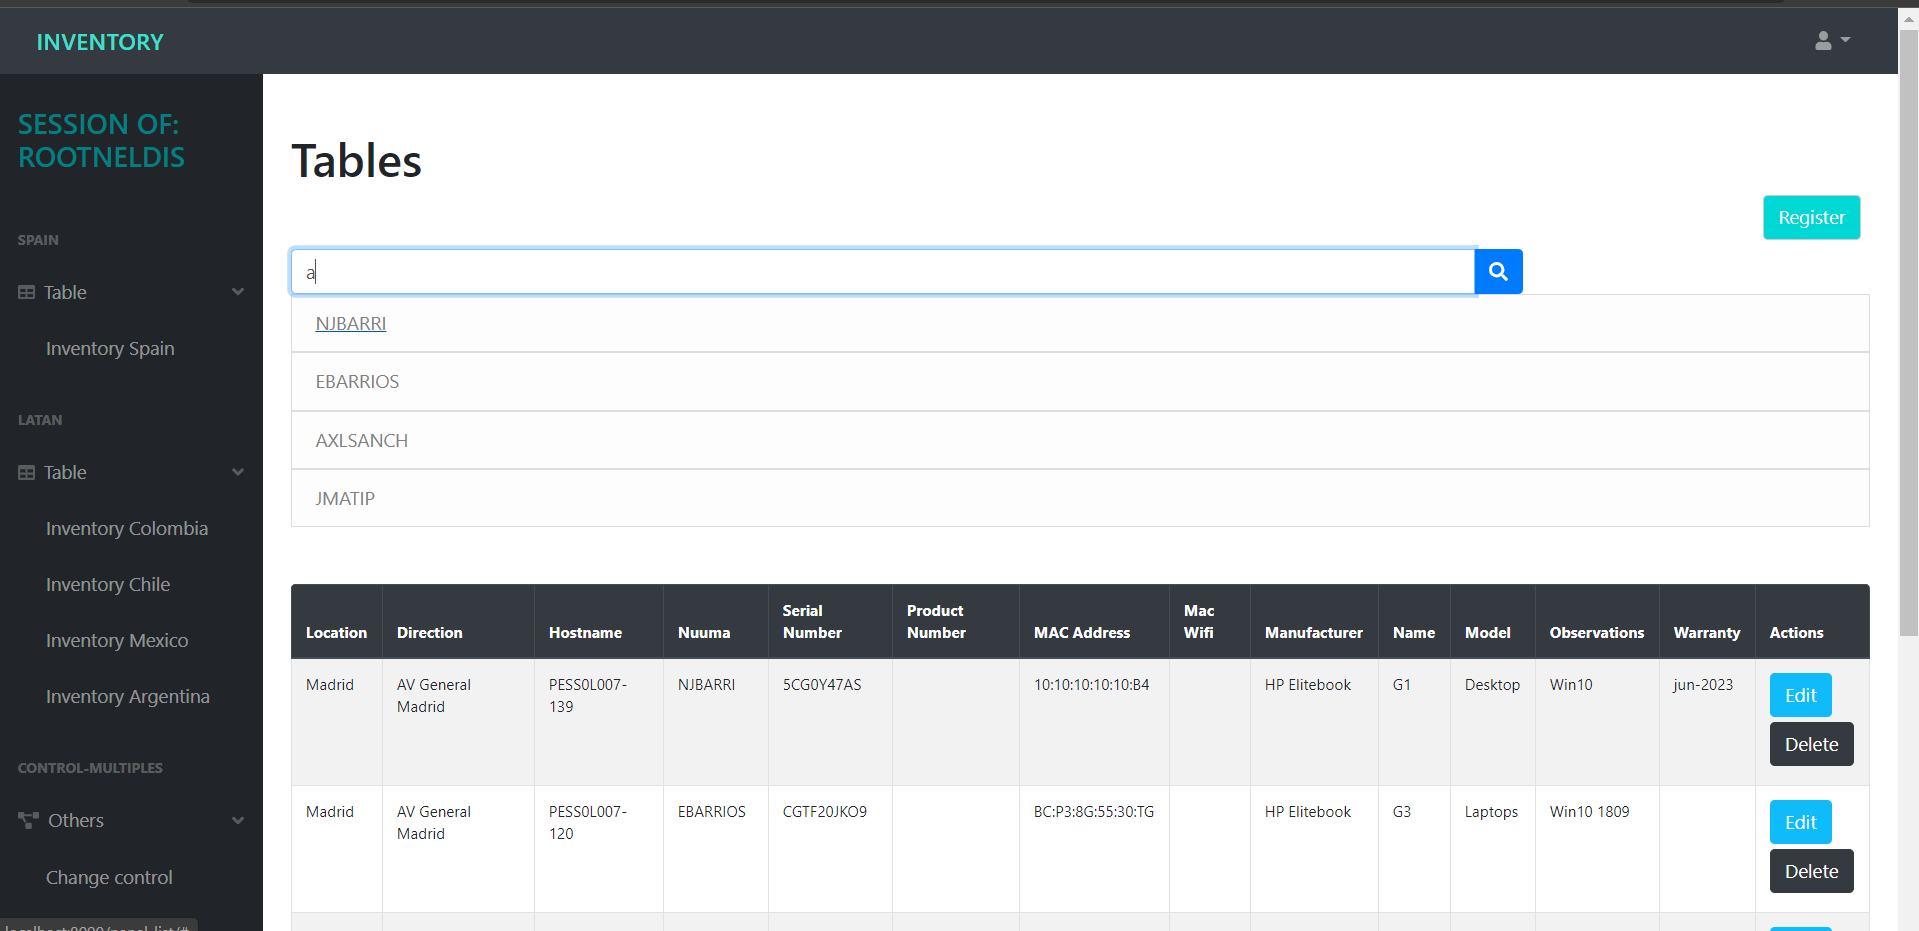 INVENTORY
SESSION OF:
ROOTNELDIS
SPAIN
Table
Inventory Spain
LATAN
Table
Inventory Colombia
Inventory Chile
Inventory Mexico
Inventory Argentina
CONTROL-MULTIPLES
Others
Change control
Tables
Register
a
NJBARRI
EBARRIOS
AXLSANCH
JMATIP
Location Direction Hostname Nuuma Serial Number Product Number MAC Address Mac Wifi Manufacturer Name Model Observations Warranty Actions
Madrid AV General Madrid PESS0L007-139 NJBARRI 5CG0Y47AS 10:10:10:10:10:B4 HP Elitebook G1 Desktop Win10 jun-2023 Edit
Delete
Madrid AV General Madrid PESS0L007-120 EBARRIOS CGTF20JKO9 BC:P3:8G:55:30:TG HP Elitebook G3 Laptops Win10 1809 Edit
Delete